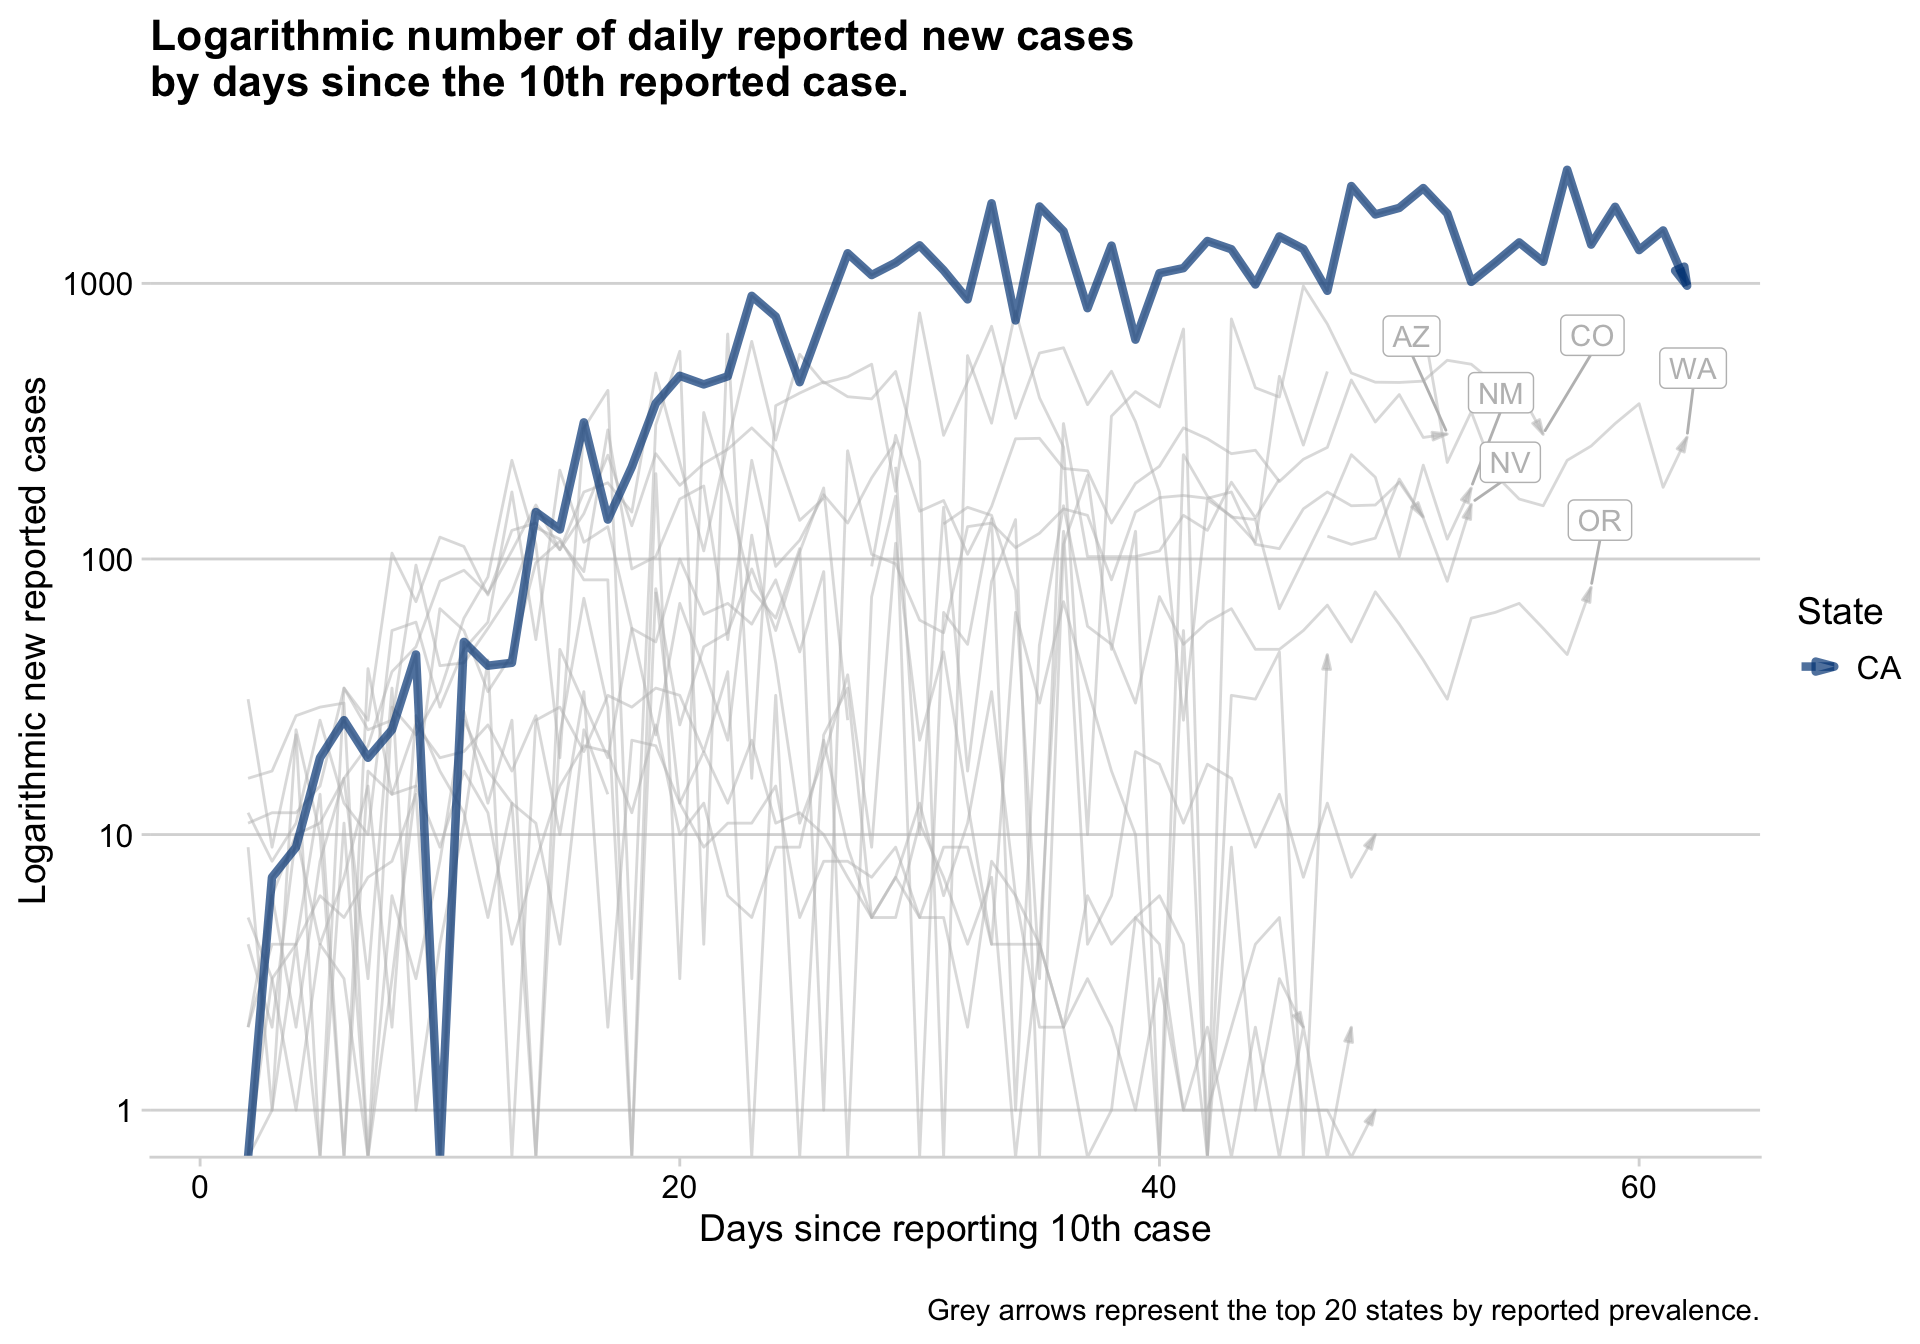 Logarithmic number of daily reported new cases
by days since the 10th reported case.
Logarithmic new reported cases
1000
100
10
1
AZ
CO
WA
NM
NV
OR
State
CA
0
20
40
60
Days since reporting 10th case
Grey arrows represent the top 20 states by reported prevalence.